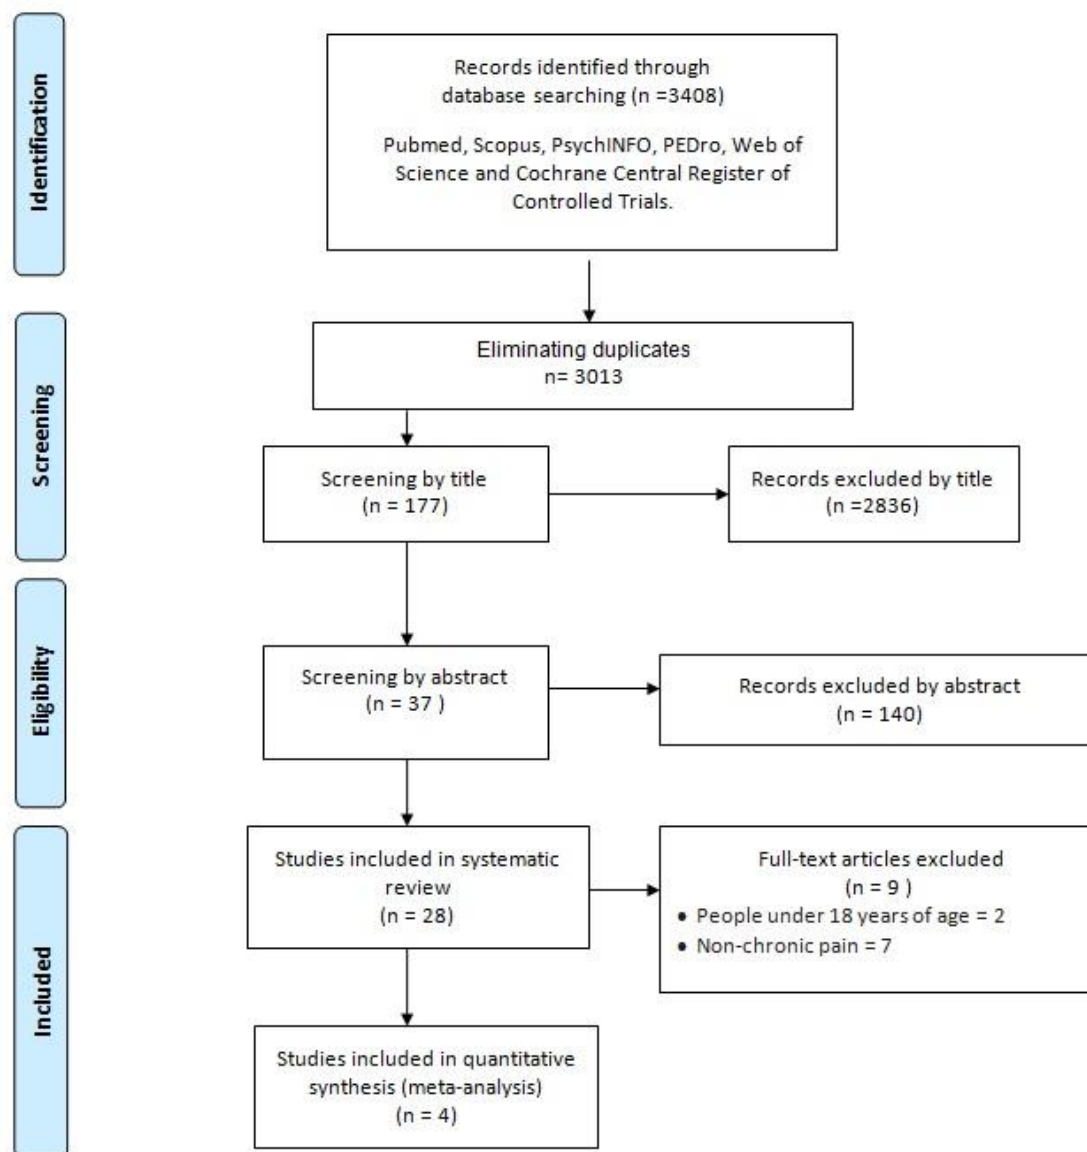 Identification
Records identified through
database searching (n =3408)
Pubmed, Scopus, PsychINFO, PEDro, Web of
Science and Cochrane Central Register of
Controlled Trials.
Screening
Eliminating duplicates
n= 3013
Screening by title
(n = 177)
Records excluded by title
(n =2836)
Eligibility
Screening by abstract
(n = 37 )
Records excluded by abstract
(n = 140)
Included
Studies included in systematic
review
(n = 28)
Full-text articles excluded
(n = 9 )
• People under 18 years of age = 2
• Non-chronic pain = 7
Studies included in quantitative
synthesis (meta-analysis)
(n = 4)